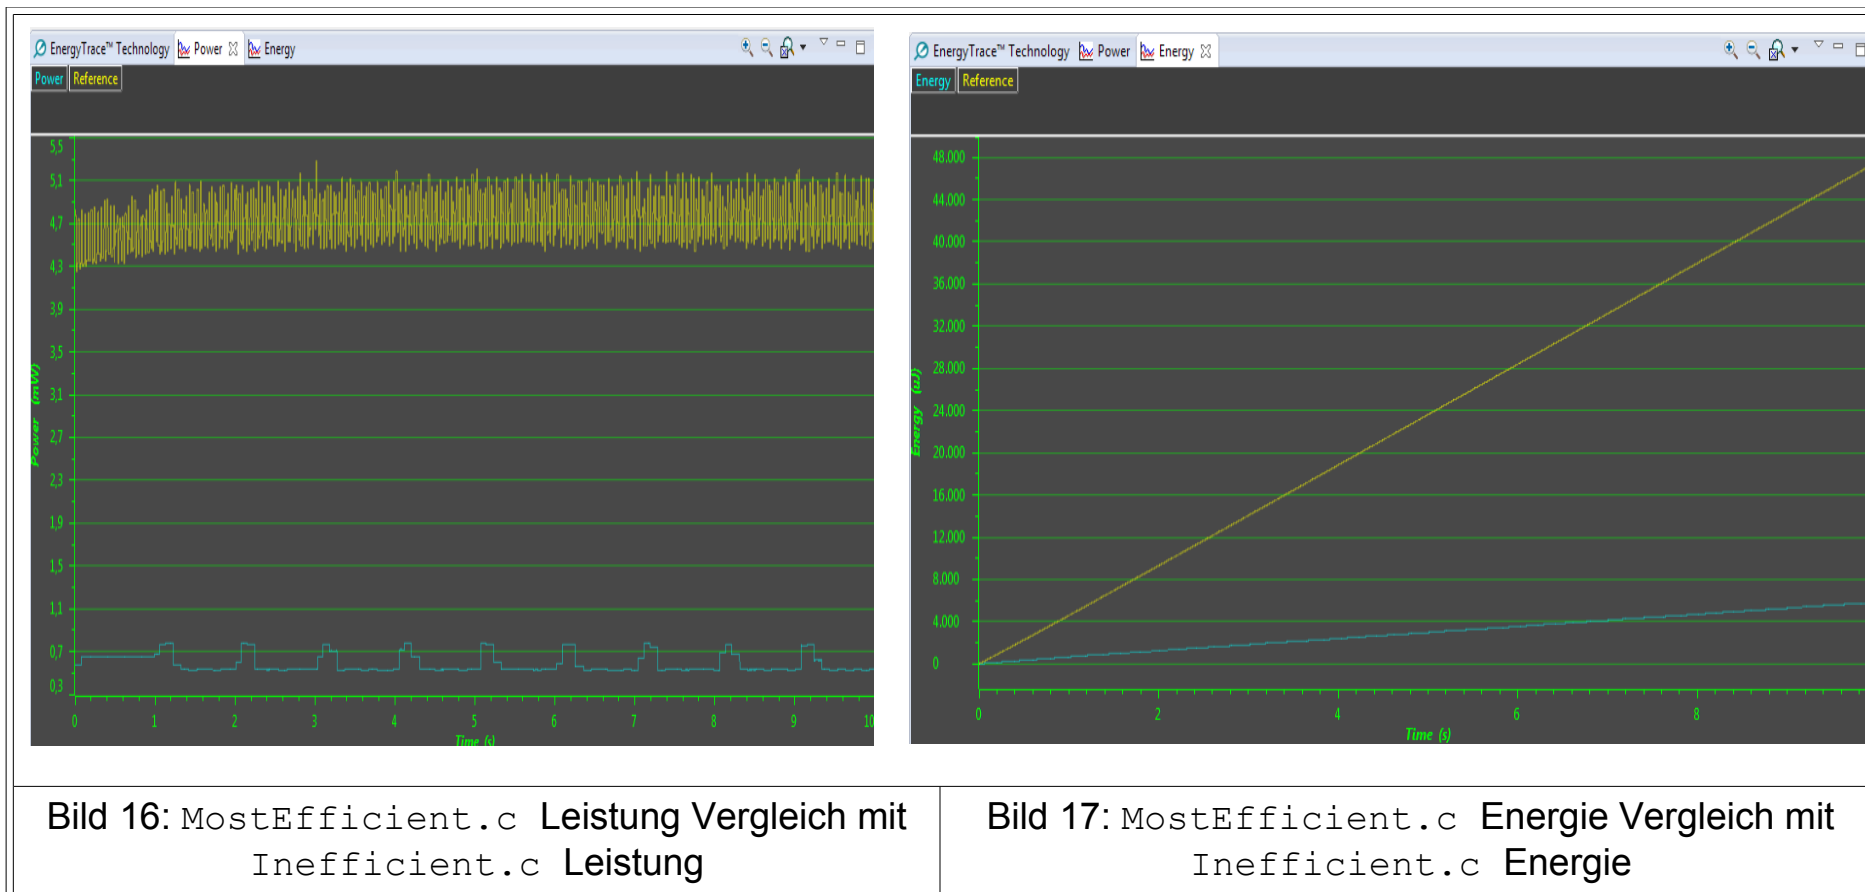 EnergyTrace™ Technology Power Energy
Power Reference
5,5
5,1
4,7
4,3
3,9
3,5
3,1
2,7
2,3
1,9
1,5
1,1
0,7
0,3
Power (mW)
0 1 2 3 4 5 6 7 8 9 10
Time (s)
EnergyTrace™ Technology Power Energy
Energy Reference
48.000
44.000
40.000
36.000
32.000
28.000
24.000
20.000
16.000
12.000
8.000
4.000
0
Energy (uJ)
0 2 4 6 8
Time (s)
Bild 16: MostEfficient.c Leistung Vergleich mit
Inefficient.c Leistung
Bild 17: MostEfficient.c Energie Vergleich mit
Inefficient.c Energie